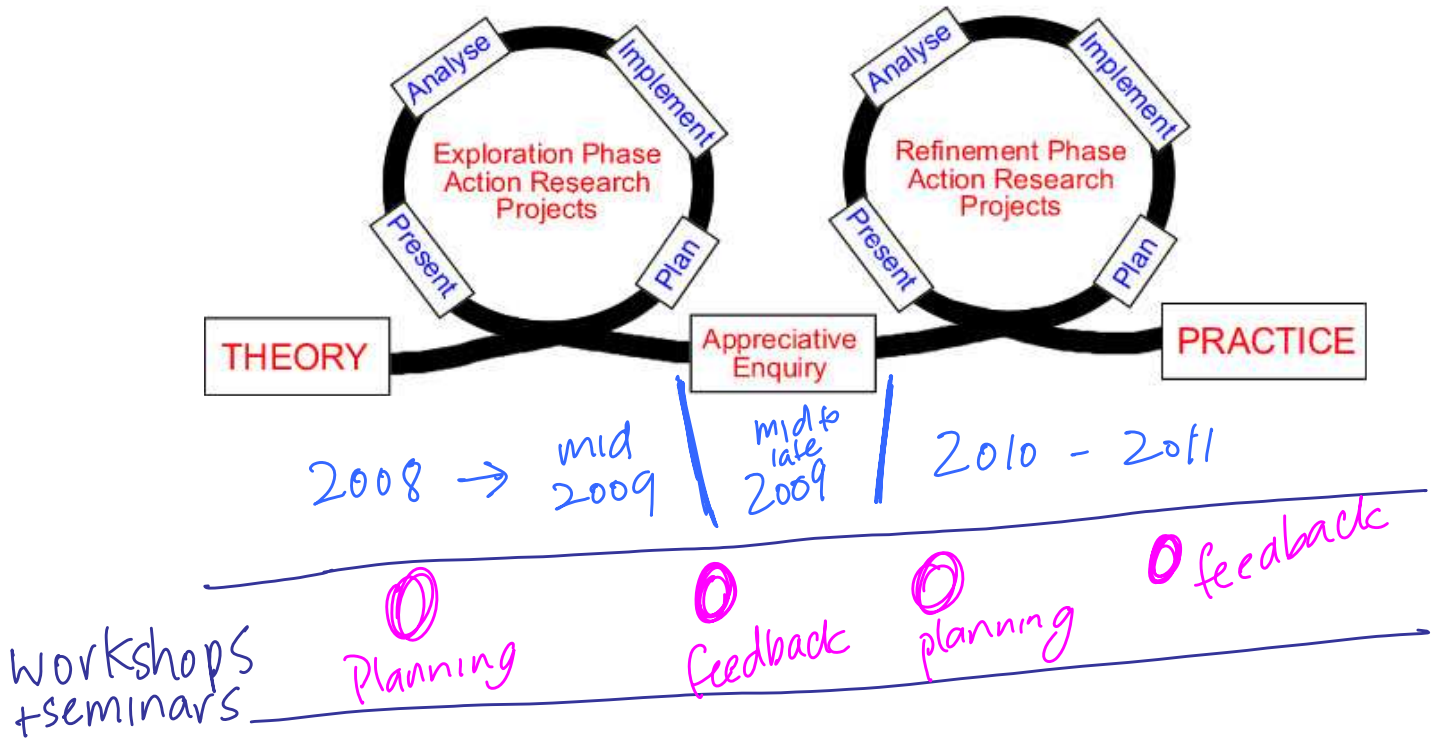 Analyse
Implement
Exploration Phase
Action Research
Projects
Present
Plan
Analyse
Implement
Refinement Phase
Action Research
Projects
Present
Plan
THEORY
Appreciative
Enquiry
PRACTICE
2008 → mid
2009
mid to
late
2009
2010 - 2011
workshops
+seminars
Planning
feedback
planning
feedback